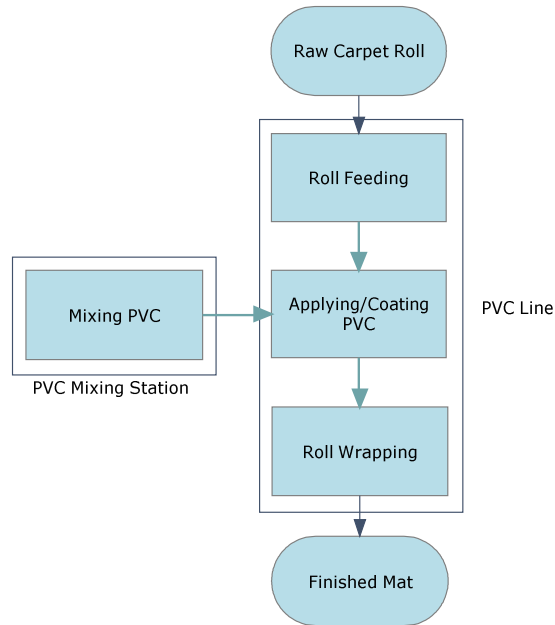 Raw Carpet Roll
Roll Feeding
Applying/Coating
PVC
PVC Line
Mixing PVC
PVC Mixing Station
Roll Wrapping
Finished Mat